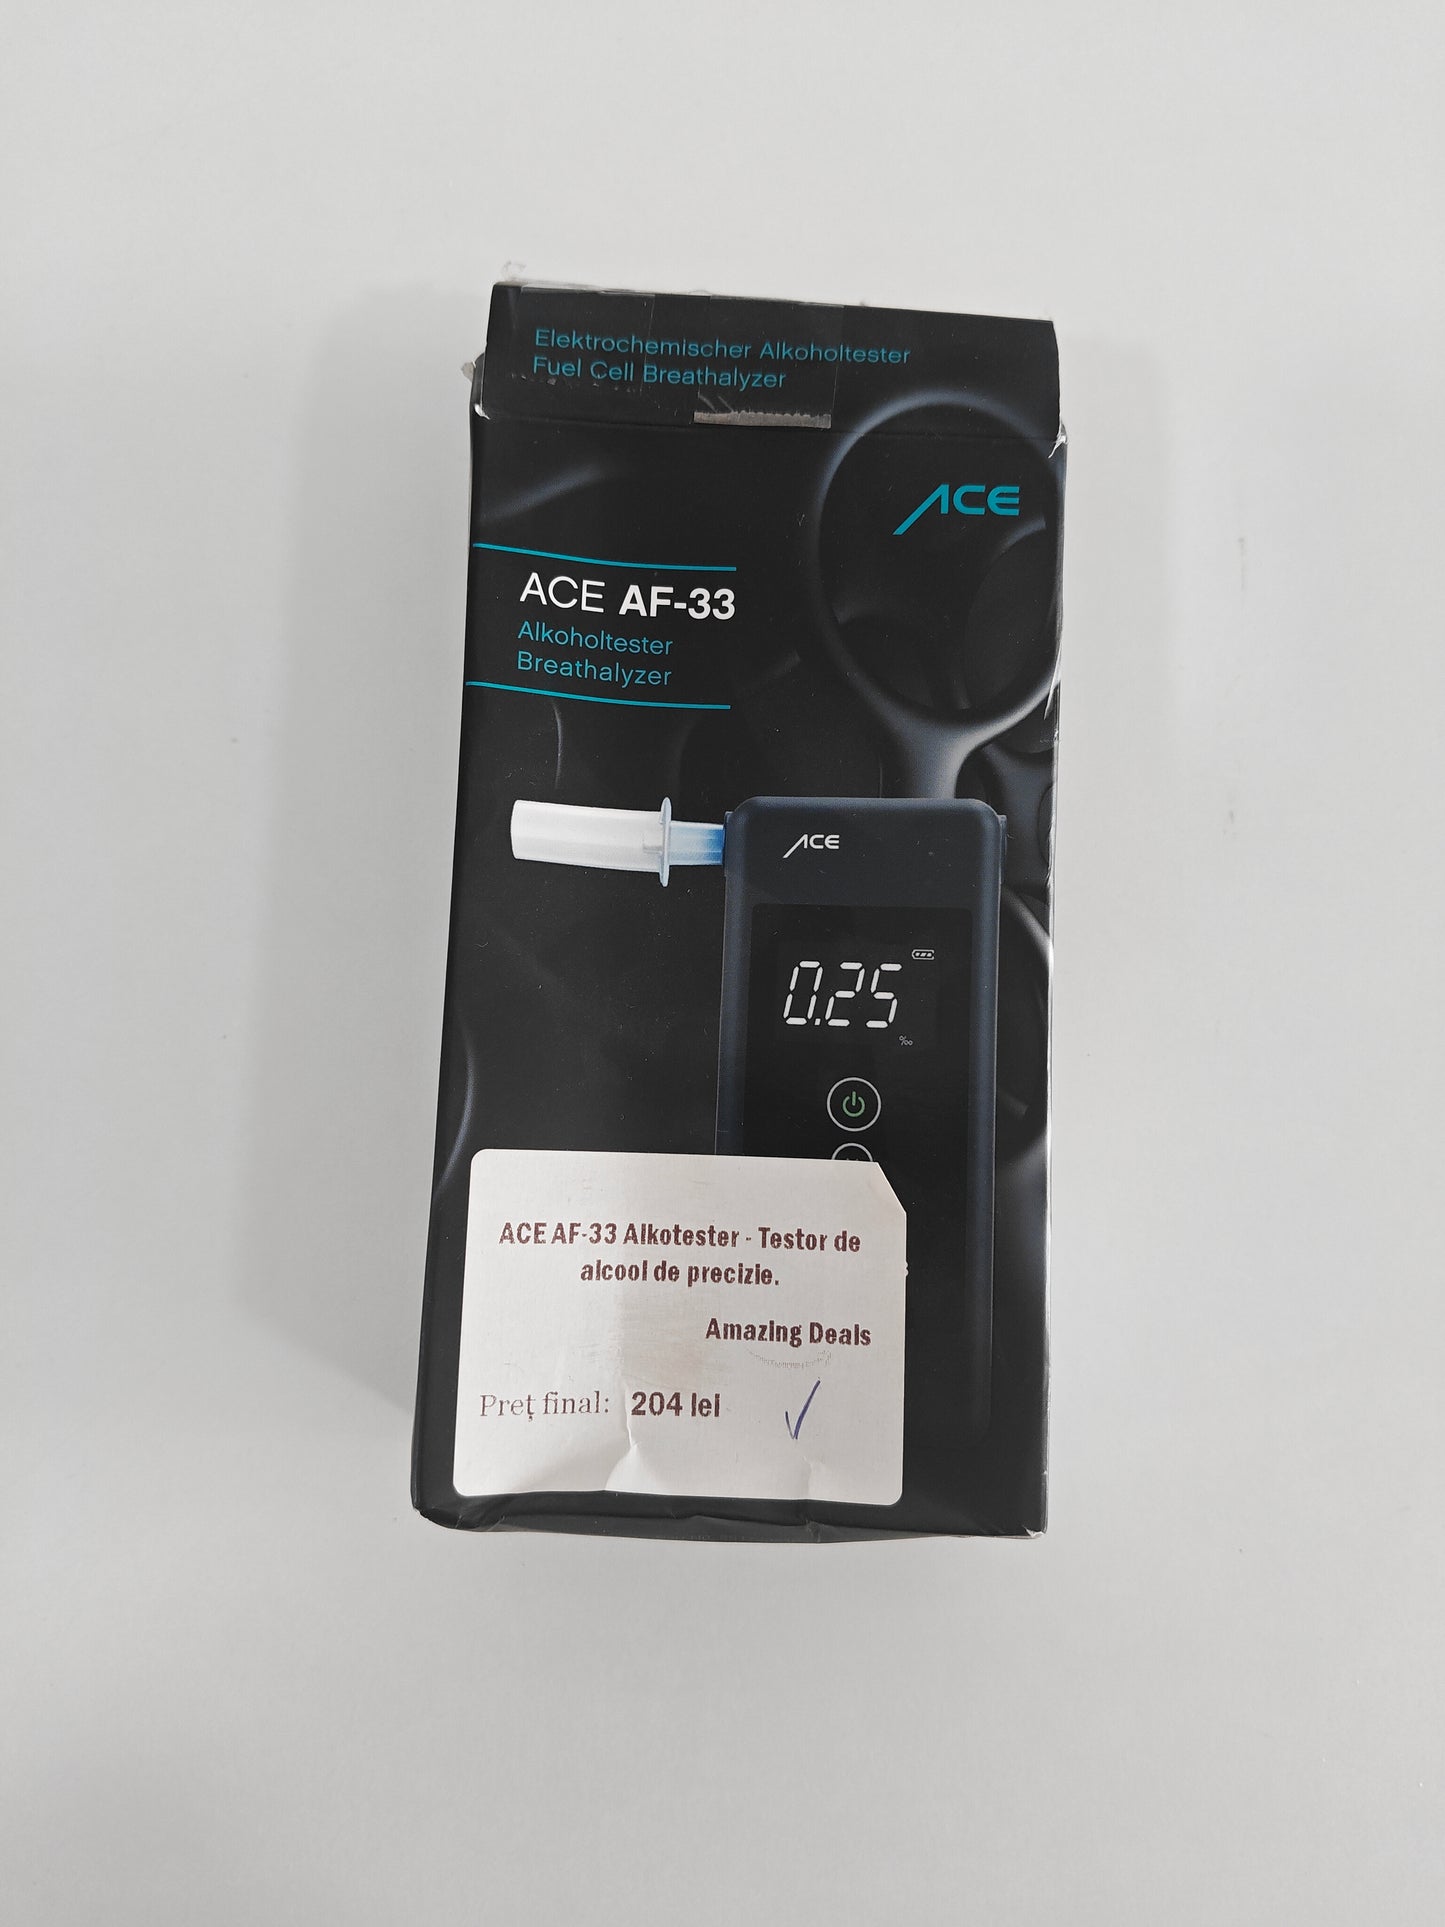 Elektrochemischer Alkoholtester
Fuel Cell Breathalyzer
ACE
ACE AF-33
Alkoholtester
Breathalyzer
ACE
0.25
‰
ACE AF-33 Alkotester - Testor de
alcool de precizie.
Amazing Deals
Preț final: 204 lei